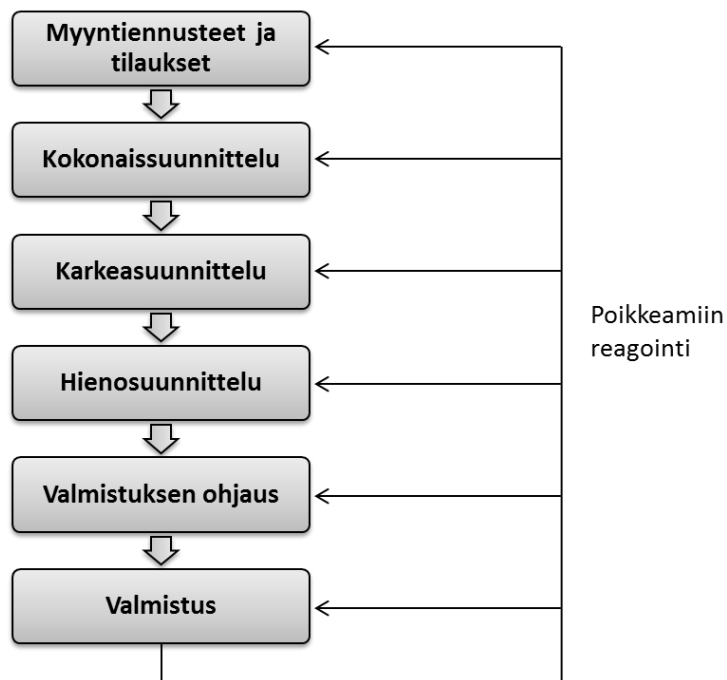 Myyntiennusteet ja
tilaukset
Kokonaissuunnittelu
Karkeasuunnittelu
Hienosuunnittelu
Valmistuksen ohjaus
Valmistus
Poikkeamiin
reagointi